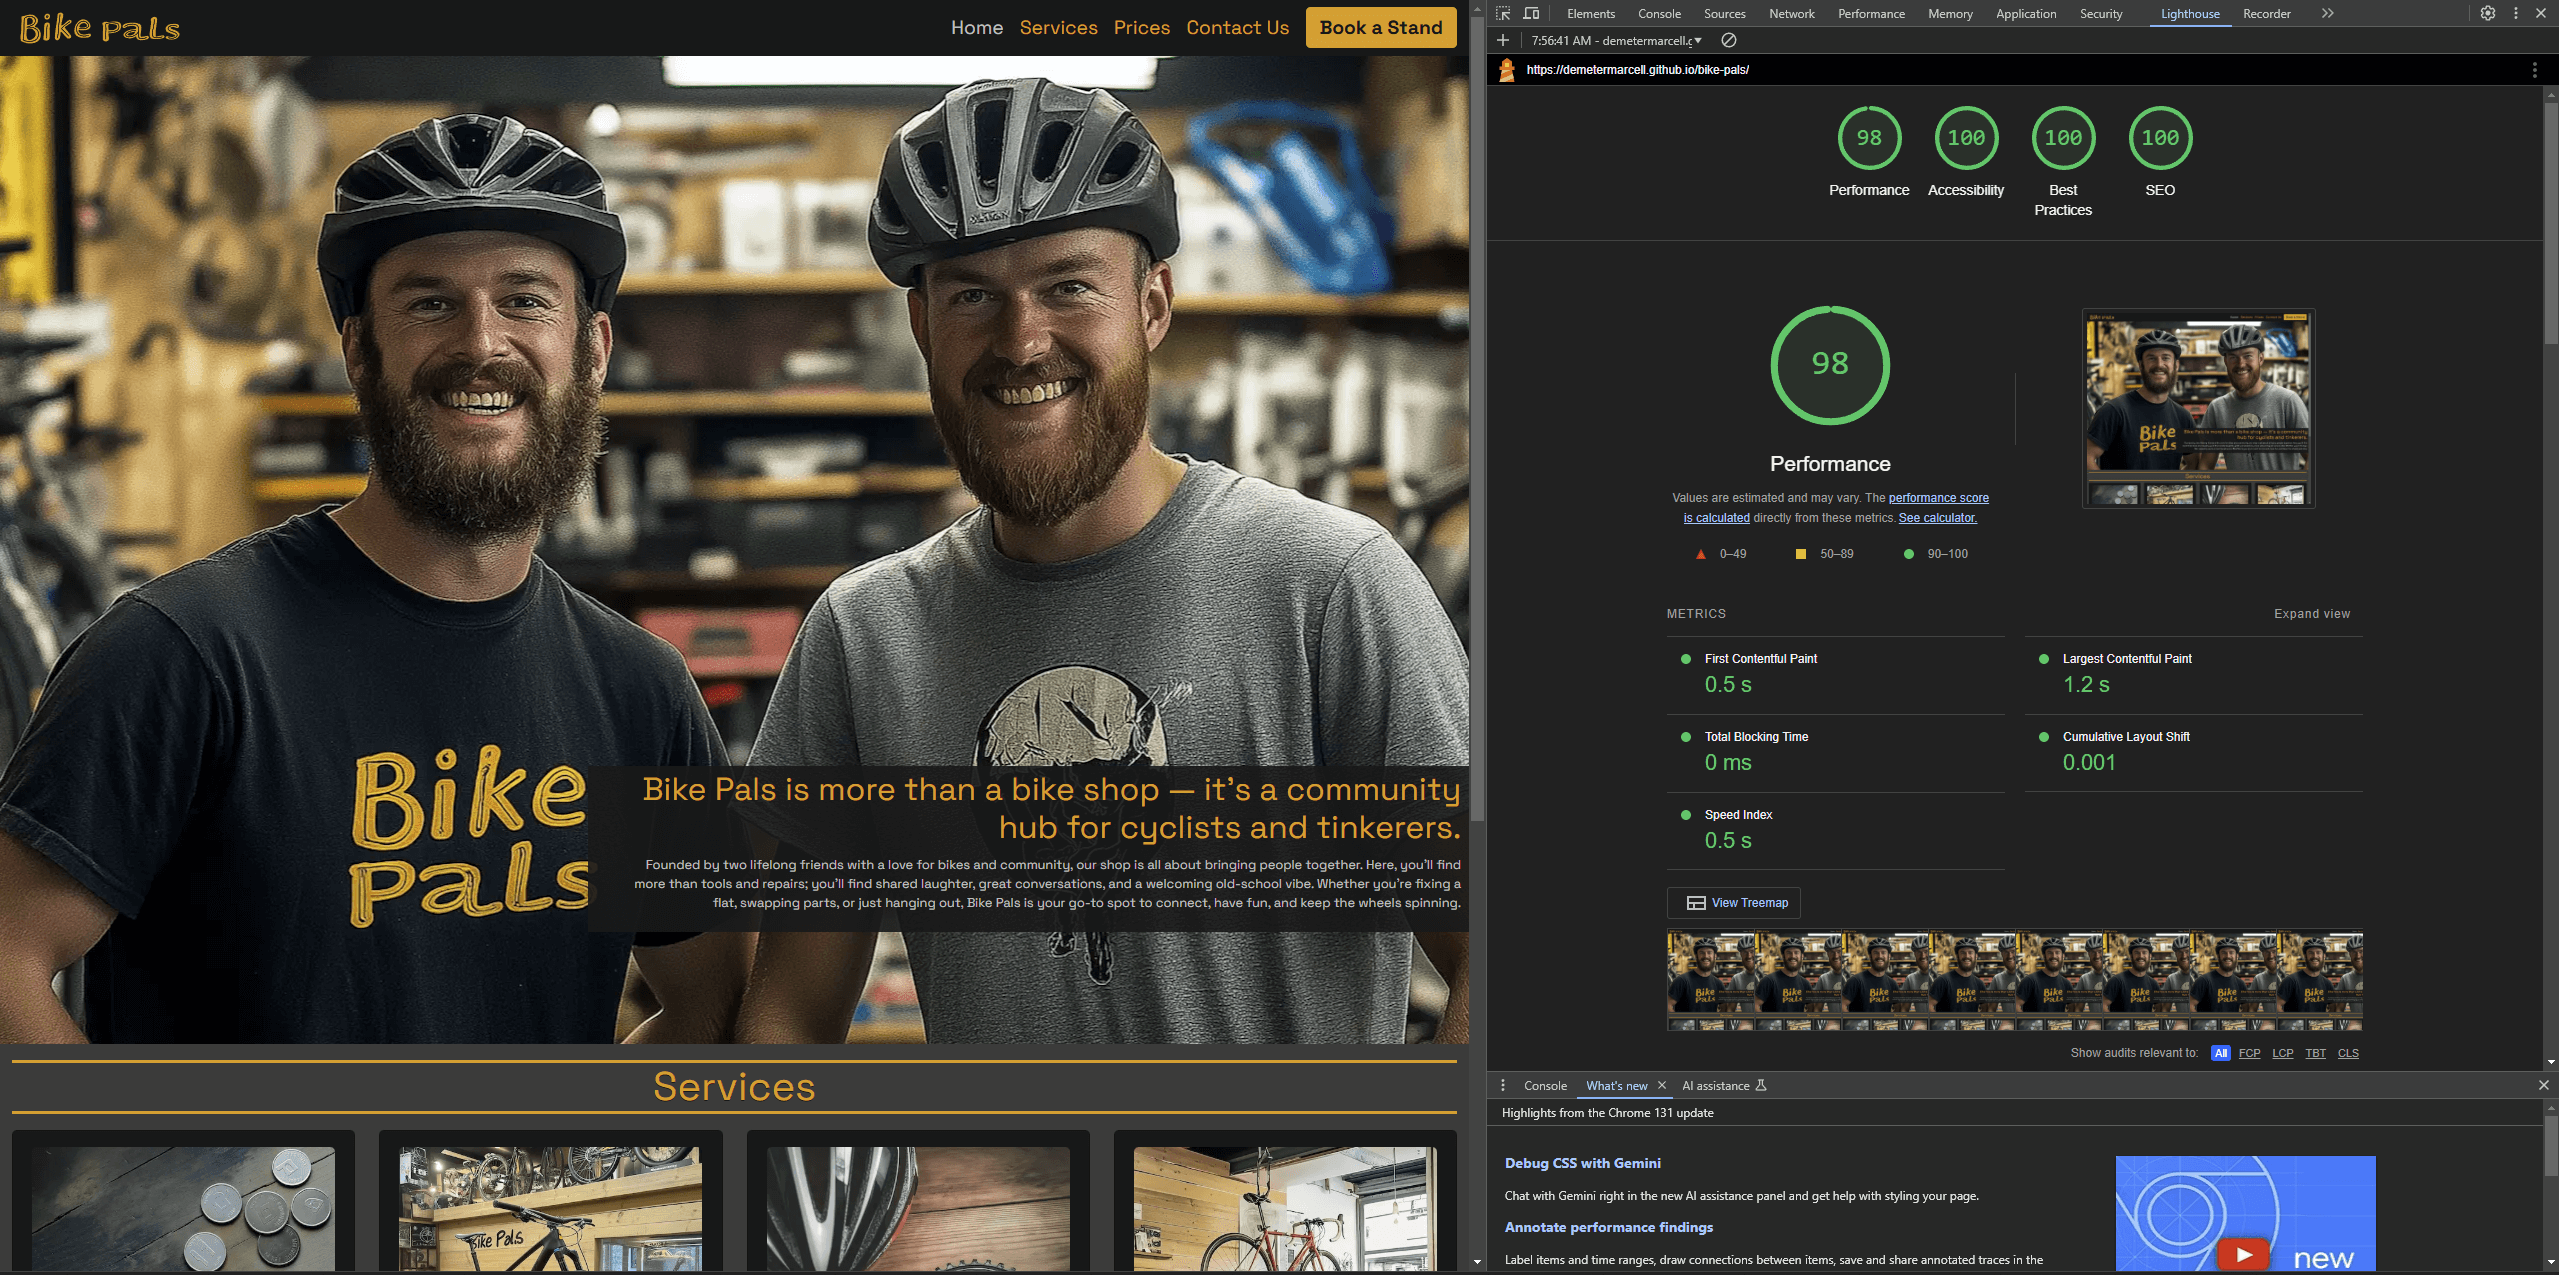 Bike pals
Home Services Prices Contact Us Book a Stand
Bike
pals
Bike Pals is more than a bike shop — it's a community
hub for cyclists and tinkerers.
Founded by two lifelong friends with a love for bikes and community, our shop is all about bringing people together. Here, you'll find
more than tools and repairs; you'll find shared laughter, great conversations, and a welcoming old-school vibe. Whether you're fixing a
flat, swapping parts, or just hanging out, Bike Pals is your go-to spot to connect, have fun, and keep the wheels spinning.
Services
Bike Pals
Elements Console Sources Network Performance Memory Application Security Lighthouse Recorder
7:56:41 AM - demetermarcell.g
https://demetermarcell.github.io/bike-pals/
98 100 100 100
Performance Accessibility Best
Practices SEO
98
Performance
Values are estimated and may vary. The performance score
is calculated directly from these metrics. See calculator.
0–49 50–89 90–100
METRICS Expand view
First Contentful Paint
0.5 s
Largest Contentful Paint
1.2 s
Total Blocking Time
0 ms
Cumulative Layout Shift
0.001
Speed Index
0.5 s
View Treemap
Show audits relevant to: All FCP LCP TBT CLS
Console What's new AI assistance
Highlights from the Chrome 131 update
Debug CSS with Gemini
Chat with Gemini right in the new AI assistance panel and get help with styling your page.
Annotate performance findings
Label items and time ranges, draw connections between items, save and share annotated traces in the
new